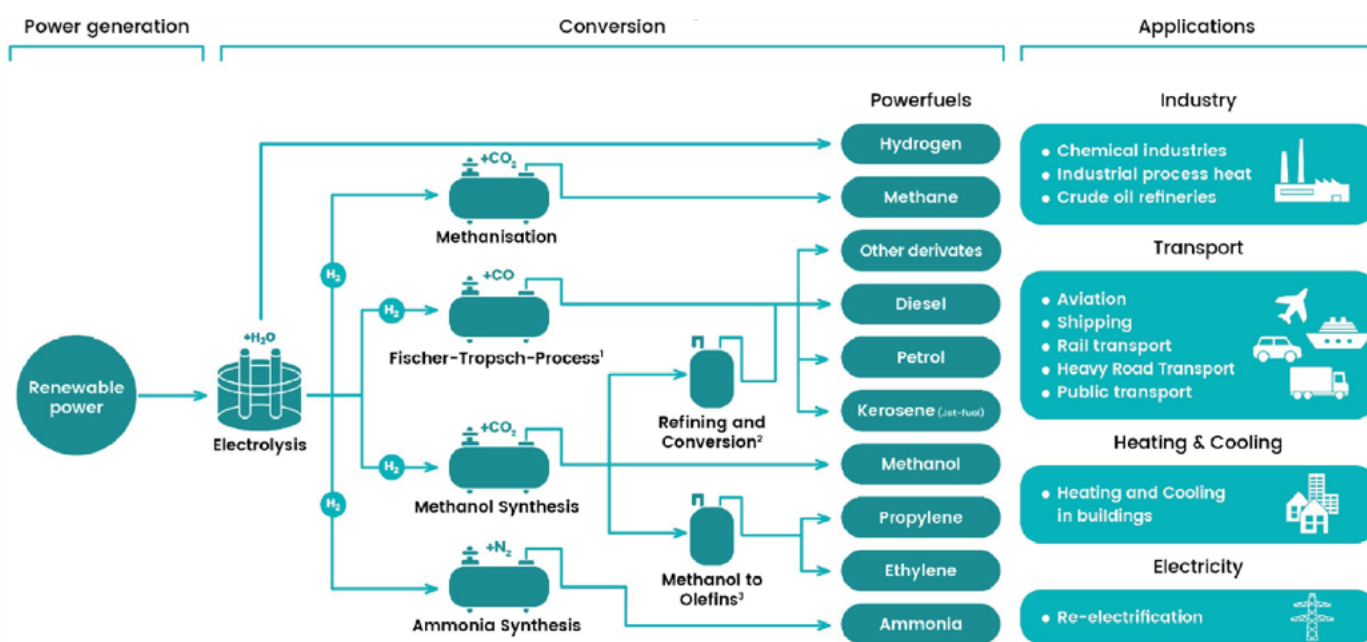 Power generation
Conversion
Applications
Powerfuels
Industry
Hydrogen
Methane
Other derivates
Diesel
Petrol
Kerosene (Jet-fuel)
Methanol
Propylene
Ethylene
Ammonia
+CO₂
Methanisation
H₂
H₂
+CO
Fischer-Tropsch-Process¹
+H₂O
Renewable
power
Electrolysis
Refining and
Conversion²
H₂
+CO₂
Methanol Synthesis
H₂
+N₂
Ammonia Synthesis
Methanol to
Olefins³
• Chemical industries
• Industrial process heat
• Crude oil refineries
Transport
• Aviation
• Shipping
• Rail transport
• Heavy Road Transport
• Public transport
Heating & Cooling
• Heating and Cooling
in buildings
Electricity
• Re-electrification